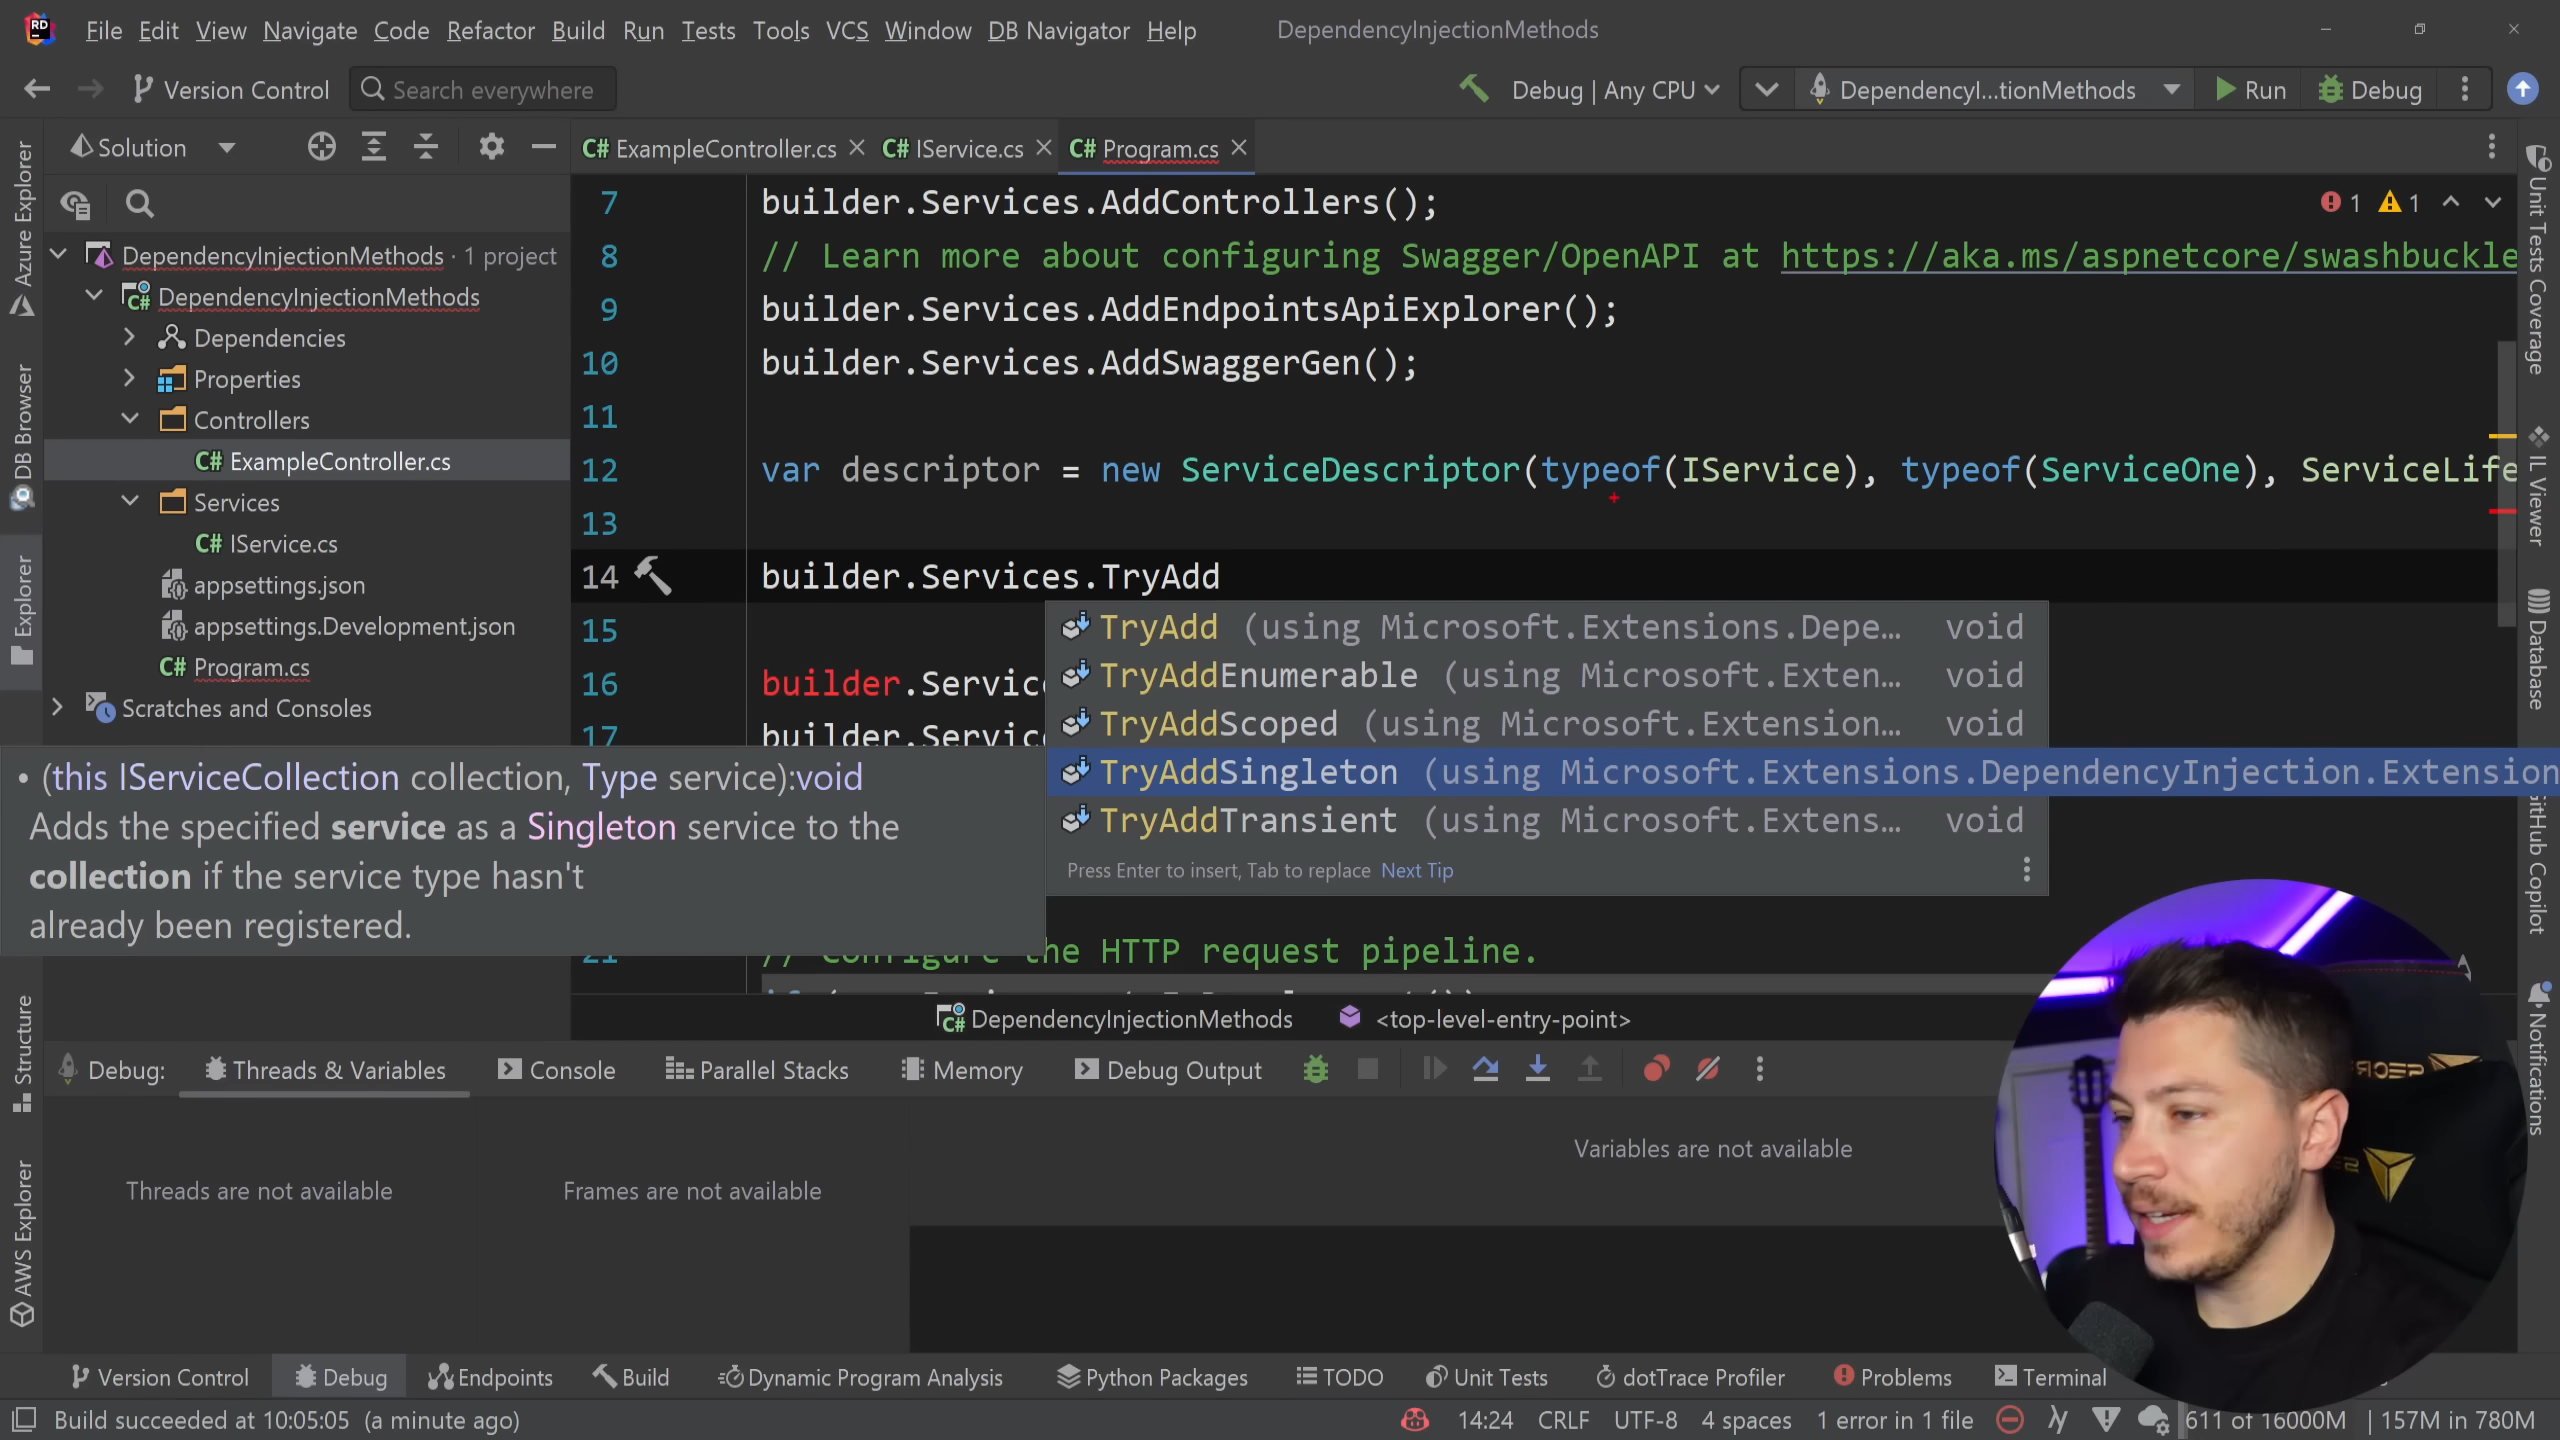 File Edit View Navigate Code Refactor Build Run Tests Tools VCS Window DB Navigator Help DependencyInjectionMethods
Version Control Search everywhere Debug | Any CPU DependencyI...tionMethods Run Debug
Solution
ExampleController.cs IService.cs Program.cs
DependencyInjectionMethods · 1 project
DependencyInjectionMethods
Dependencies
Properties
Controllers
C# ExampleController.cs
Services
C# IService.cs
appsettings.json
appsettings.Development.json
C# Program.cs
Scratches and Consoles
7 builder.Services.AddControllers();
8 // Learn more about configuring Swagger/OpenAPI at https://aka.ms/aspnetcore/swashbuckle
9 builder.Services.AddEndpointsApiExplorer();
10 builder.Services.AddSwaggerGen();
11
12 var descriptor = new ServiceDescriptor(typeof(IService), typeof(ServiceOne), ServiceLife
13
14 builder.Services.TryAdd
15
16 builder.Servic
17 builder.Servic
21 // Configure the HTTP request pipeline.
1 1
TryAdd (using Microsoft.Extensions.Depe... void
TryAddEnumerable (using Microsoft.Exten... void
TryAddScoped (using Microsoft.Extension... void
TryAddSingleton (using Microsoft.Extensions.DependencyInjection.Extension
TryAddTransient (using Microsoft.Extens... void
Press Enter to insert, Tab to replace Next Tip
• (this IServiceCollection collection, Type service):void
Adds the specified service as a Singleton service to the
collection if the service type hasn't
already been registered.
DependencyInjectionMethods <top-level-entry-point>
Debug: Threads & Variables Console Parallel Stacks Memory Debug Output
Threads are not available
Frames are not available
Variables are not available
Version Control Debug Endpoints Build Dynamic Program Analysis Python Packages TODO Unit Tests dotTrace Profiler Problems Terminal
Build succeeded at 10:05:05 (a minute ago) 14:24 CRLF UTF-8 4 spaces 1 error in 1 file 611 of 16000M | 157M in 780M
Azure Explorer
DB Browser
Explorer
Structure
AWS Explorer
Unit Tests Coverage
IL Viewer
Database
GitHub Copilot
Notifications